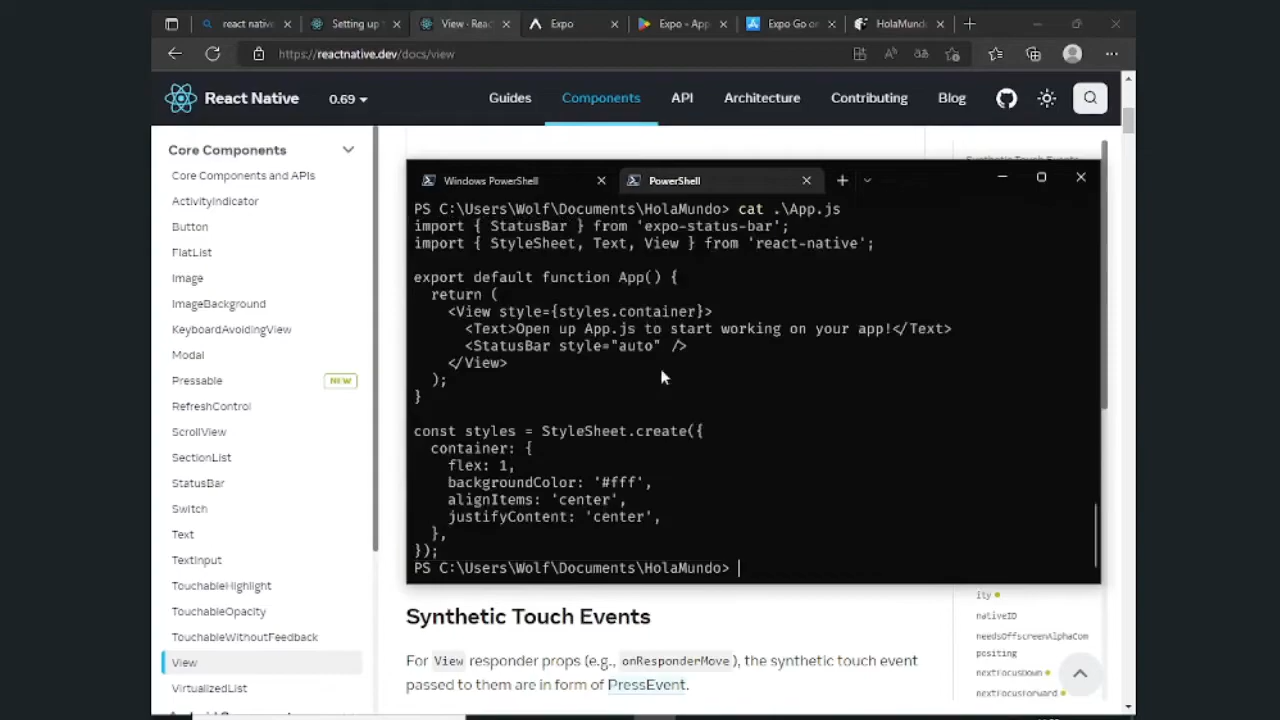 react native
Setting up
View · Reac
Expo
Expo - App
Expo Go on
HolaMund
https://reactnative.dev/docs/view
React Native
0.69
Guides
Components
API
Architecture
Contributing
Blog
Core Components
Core Components and APIs
ActivityIndicator
Button
FlatList
Image
ImageBackground
KeyboardAvoidingView
Modal
Pressable
NEW
RefreshControl
ScrollView
SectionList
StatusBar
Switch
Text
TextInput
TouchableHighlight
TouchableOpacity
TouchableWithoutFeedback
View
VirtualizedList
Windows PowerShell
PowerShell
PS C:\Users\Wolf\Documents\HolaMundo> cat .\App.js
import { StatusBar } from 'expo-status-bar';
import { StyleSheet, Text, View } from 'react-native';
export default function App() {
return (
<View style={styles.container}>
<Text>Open up App.js to start working on your app!</Text>
<StatusBar style="auto" />
</View>
);
}
const styles = StyleSheet.create({
container: {
flex: 1,
backgroundColor: '#fff',
alignItems: 'center',
justifyContent: 'center',
},
});
PS C:\Users\Wolf\Documents\HolaMundo>
Synthetic Touch Events
For View responder props (e.g., onResponderMove), the synthetic touch event
passed to them are in form of PressEvent.
ity
nativeID
needsOffscreenAlphaCom
positing
nextFocusDown
nextFocusForward